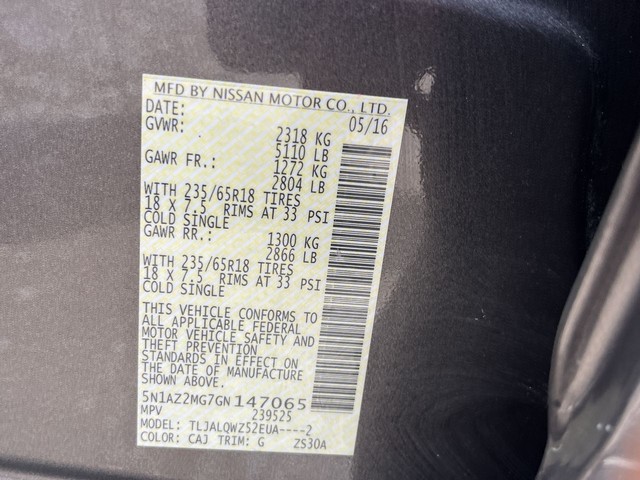 MFD BY NISSAN MOTOR CO., LTD.
DATE: 05/16
GVWR: 2318 KG
5110 LB
GAWR FR.: 1272 KG
2804 LB
WITH 235/65R18 TIRES
18 X 7.5 RIMS AT 33 PSI
COLD SINGLE
GAWR RR.: 1300 KG
2866 LB
WITH 235/65R18 TIRES
18 X 7.5 RIMS AT 33 PSI
COLD SINGLE
THIS VEHICLE CONFORMS TO
ALL APPLICABLE FEDERAL
MOTOR VEHICLE SAFETY AND
THEFT PREVENTION
STANDARDS IN EFFECT ON
THE DATE OF MANUFACTURE
SHOWN ABOVE.
5N1AZ2MG7GN147065
MPV 239525
MODEL: TLJALQWZ52EUA----2
COLOR: CAJ TRIM: G ZS30A